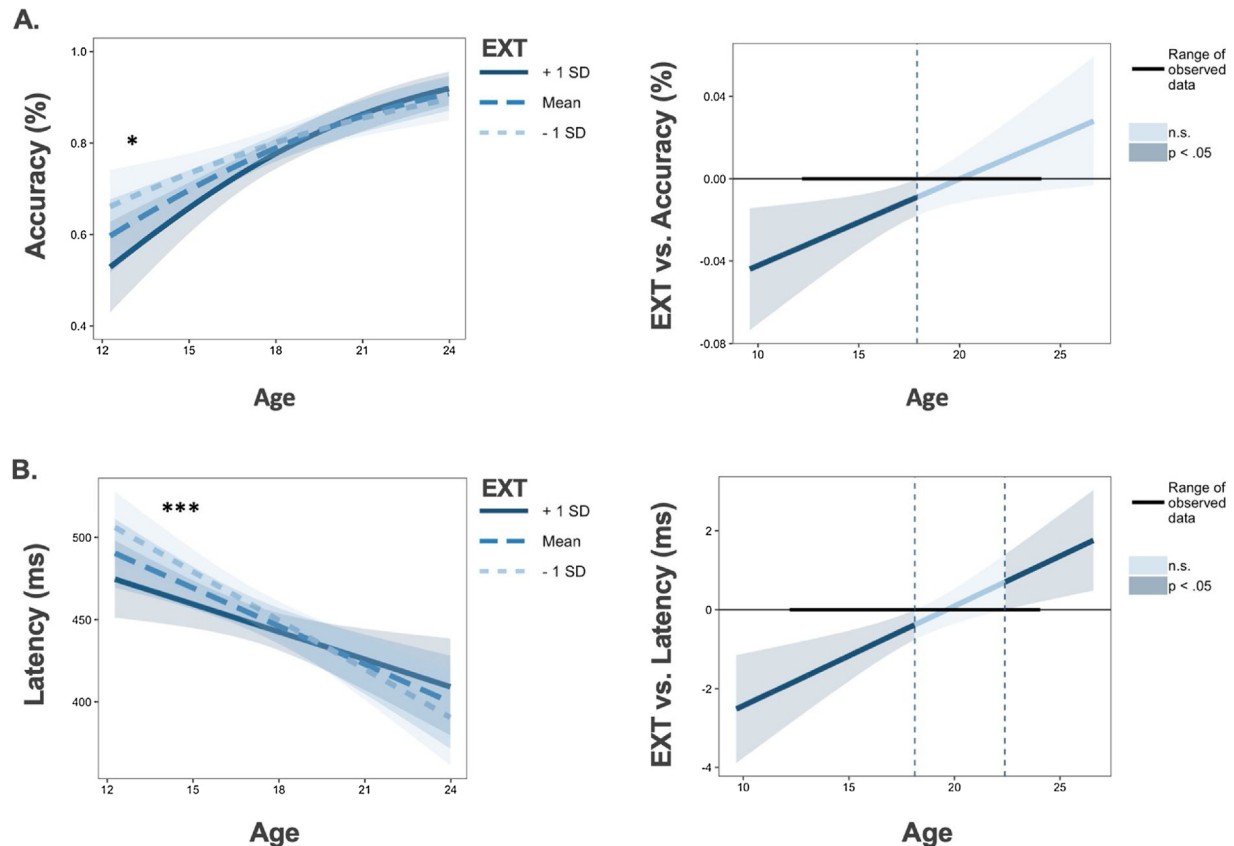 A.
EXT
+ 1 SD
Mean
- 1 SD
*
Accuracy (%)
1.0
0.8
0.6
0.4
12 15 18 21 24
Age
EXT vs. Accuracy (%)
0.04
0.00
-0.04
-0.08
10 15 20 25
Age
Range of
observed
data
n.s.
p < .05
B.
EXT
+ 1 SD
Mean
- 1 SD
***
Latency (ms)
500
450
400
12 15 18 21 24
Age
EXT vs. Latency (ms)
2
0
-2
-4
10 15 20 25
Age
Range of
observed
data
n.s.
p < .05